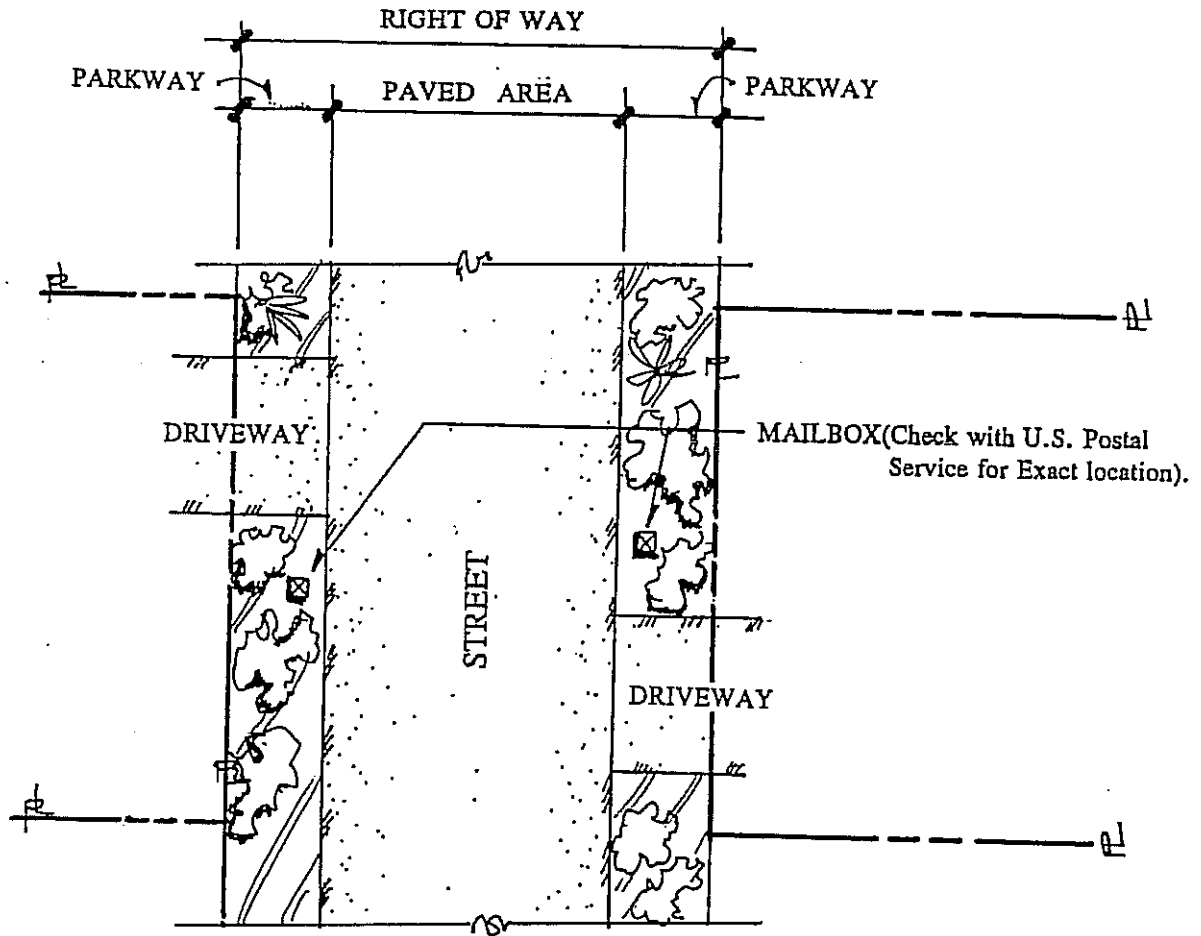 RIGHT OF WAY
PARKWAY
PAVED AREA
PARKWAY
DRIVEWAY
MAILBOX(Check with U.S. Postal
Service for Exact location).
STREET
DRIVEWAY